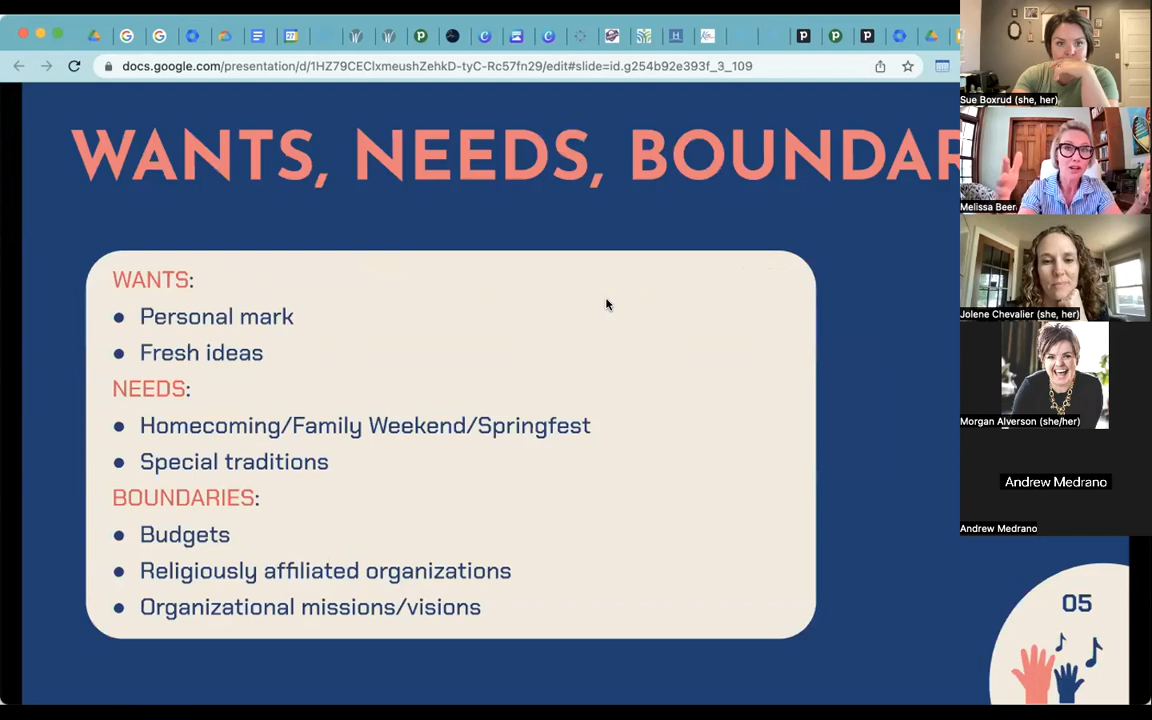 docs.google.com/presentation/d/1HZ79CEClxmeushZehkD-tyC-Rc57fn29/edit#slide=id.g254b92e393f_3_109
WANTS, NEEDS, BOUNDAR
WANTS:
● Personal mark
● Fresh ideas
NEEDS:
● Homecoming/Family Weekend/Springfest
● Special traditions
BOUNDARIES:
● Budgets
● Religiously affiliated organizations
● Organizational missions/visions
05
Sue Boxrud (she, her)
Melissa Beer
Jolene Chevalier (she, her)
Morgan Alverson (she/her)
Andrew Medrano
Andrew Medrano